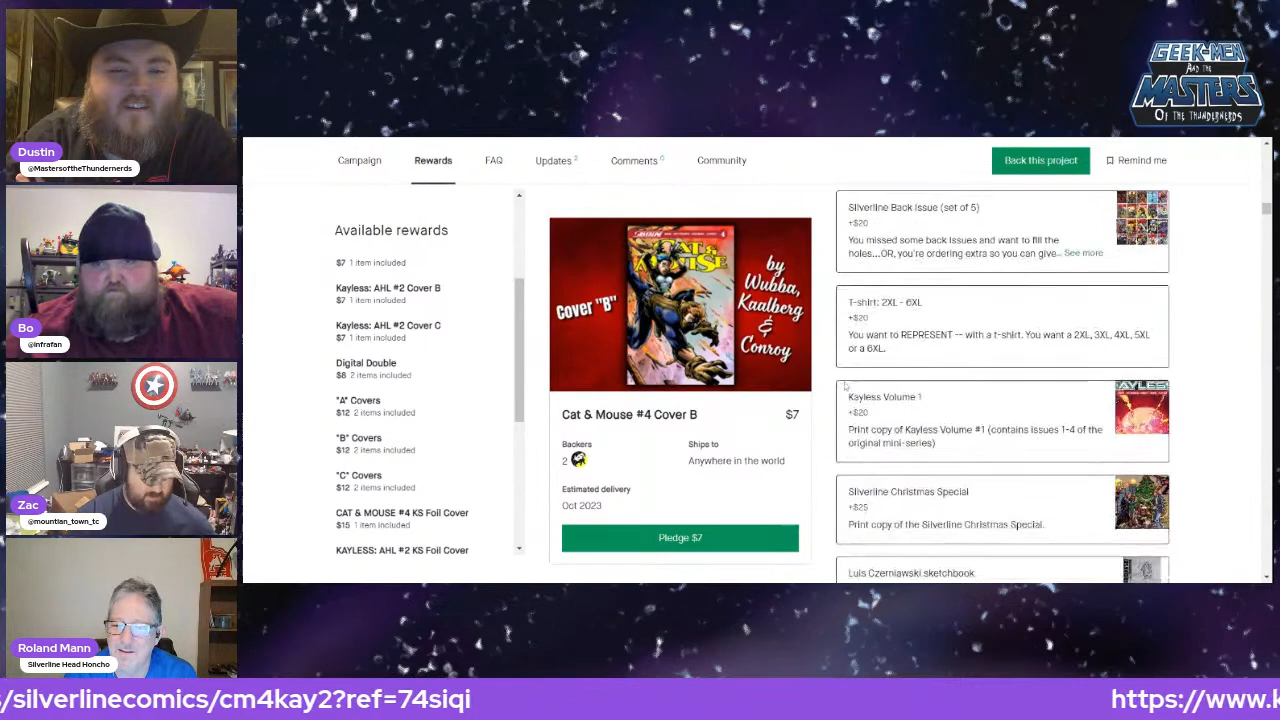 Dustin
@MastersoftheThundernerds
Bo
@infrafan
Zac
@mountian_town_tc
Roland Mann
Silverline Head Honcho
GEEK-MEN
AND THE
MASTERS
OF THE THUNDERNERDS
Campaign
Rewards
FAQ
Updates 2
Comments 0
Community
Back this project
Remind me
Available rewards
$7 1 item included
Kayless: AHL #2 Cover B
$7 1 item included
Kayless: AHL #2 Cover C
$7 1 item included
Digital Double
$8 2 items included
"A" Covers
$12 2 items included
"B" Covers
$12 2 items included
"C" Covers
$12 2 items included
CAT & MOUSE #4 KS Foil Cover
$15 1 item included
KAYLESS: AHL #2 KS Foil Cover
Cover "B"
CAT & MOUSE
by
Wubba,
Kaalberg
&
Conroy
Cat & Mouse #4 Cover B
$7
Backers
2
Ships to
Anywhere in the world
Estimated delivery
Oct 2023
Pledge $7
Silverline Back Issue (set of 5)
+$20
You missed some back Issues and want to fill the
holes...OR, you're ordering extra so you can give... See more
T-shirt: 2XL - 6XL
+$20
You want to REPRESENT -- with a t-shirt. You want a 2XL, 3XL, 4XL, 5XL
or a 6XL.
Kayless Volume 1
+$20
Print copy of Kayless Volume #1 (contains issues 1-4 of the
original mini-series)
Silverline Christmas Special
+$25
Print copy of the Silverline Christmas Special.
Luis Czerniawski sketchbook
/silverlinecomics/cm4kay2?ref=74siqi
https://www.k